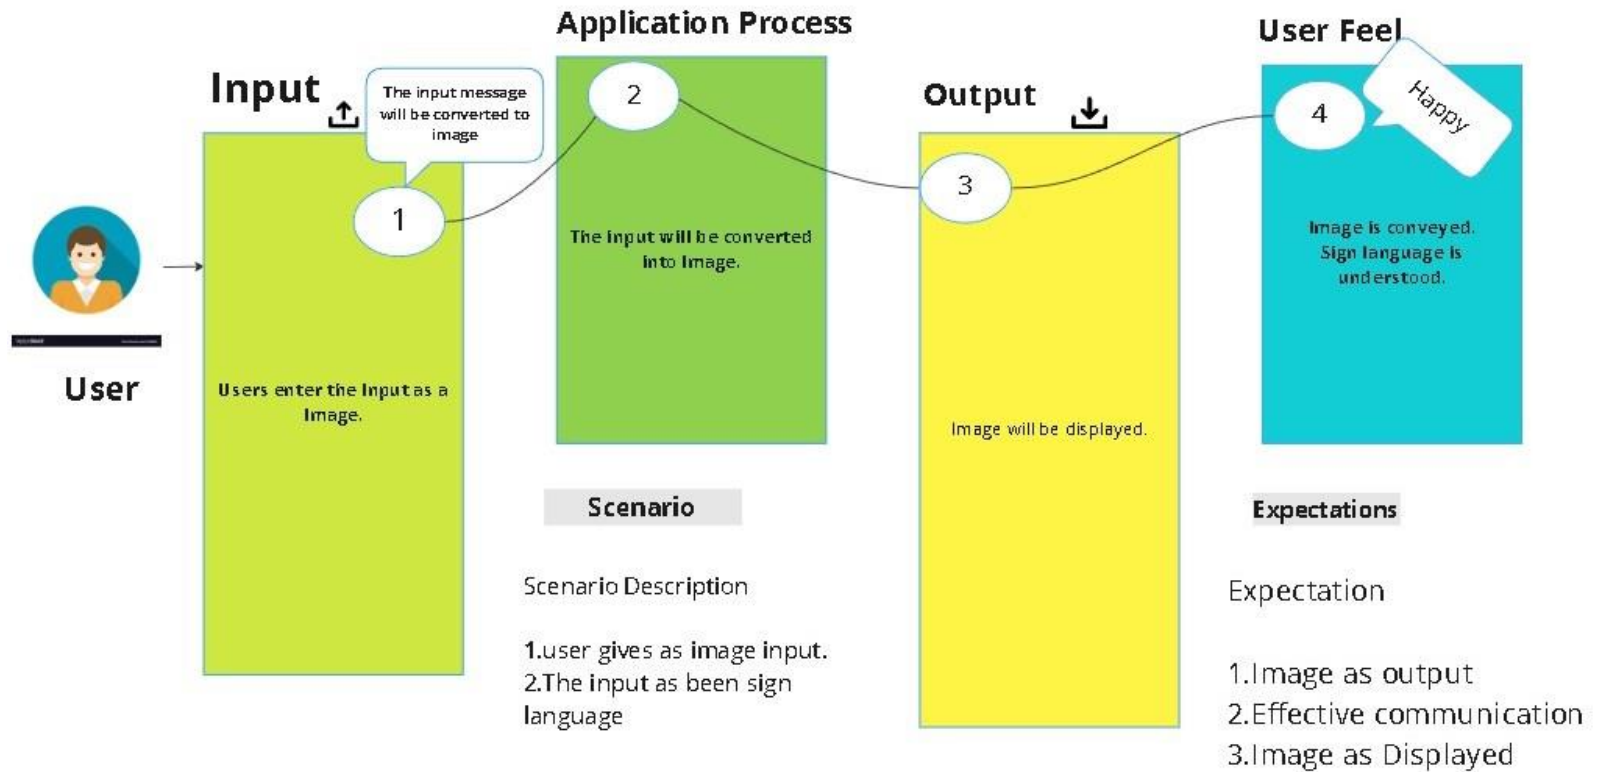 Application Process
User Feel
Input
Output
The input message
will be converted to
image
1
2
3
4
Happy
The input will be converted
into Image.
Image is conveyed.
Sign language is
understood.
Users enter the Input as a
Image.
Image will be displayed.
User
Scenario
Scenario Description
1.user gives as image input.
2.The input as been sign
language
Expectations
Expectation
1.Image as output
2.Effective communication
3.Image as Displayed